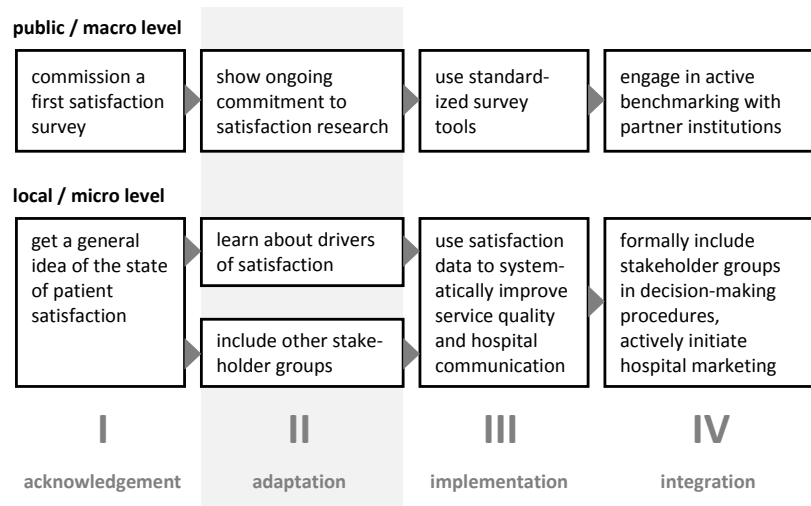 public / macro level
commission a
first satisfaction
survey
show ongoing
commitment to
satisfaction research
use standard-
ized survey
tools
engage in active
benchmarking with
partner institutions
local / micro level
get a general
idea of the state
of patient
satisfaction
learn about drivers
of satisfaction
include other stake-
holder groups
use satisfaction
data to system-
atically improve
service quality
and hospital
communication
formally include
stakeholder groups
in decision-making
procedures,
actively initiate
hospital marketing
I
II
III
IV
acknowledgement
adaptation
implementation
integration